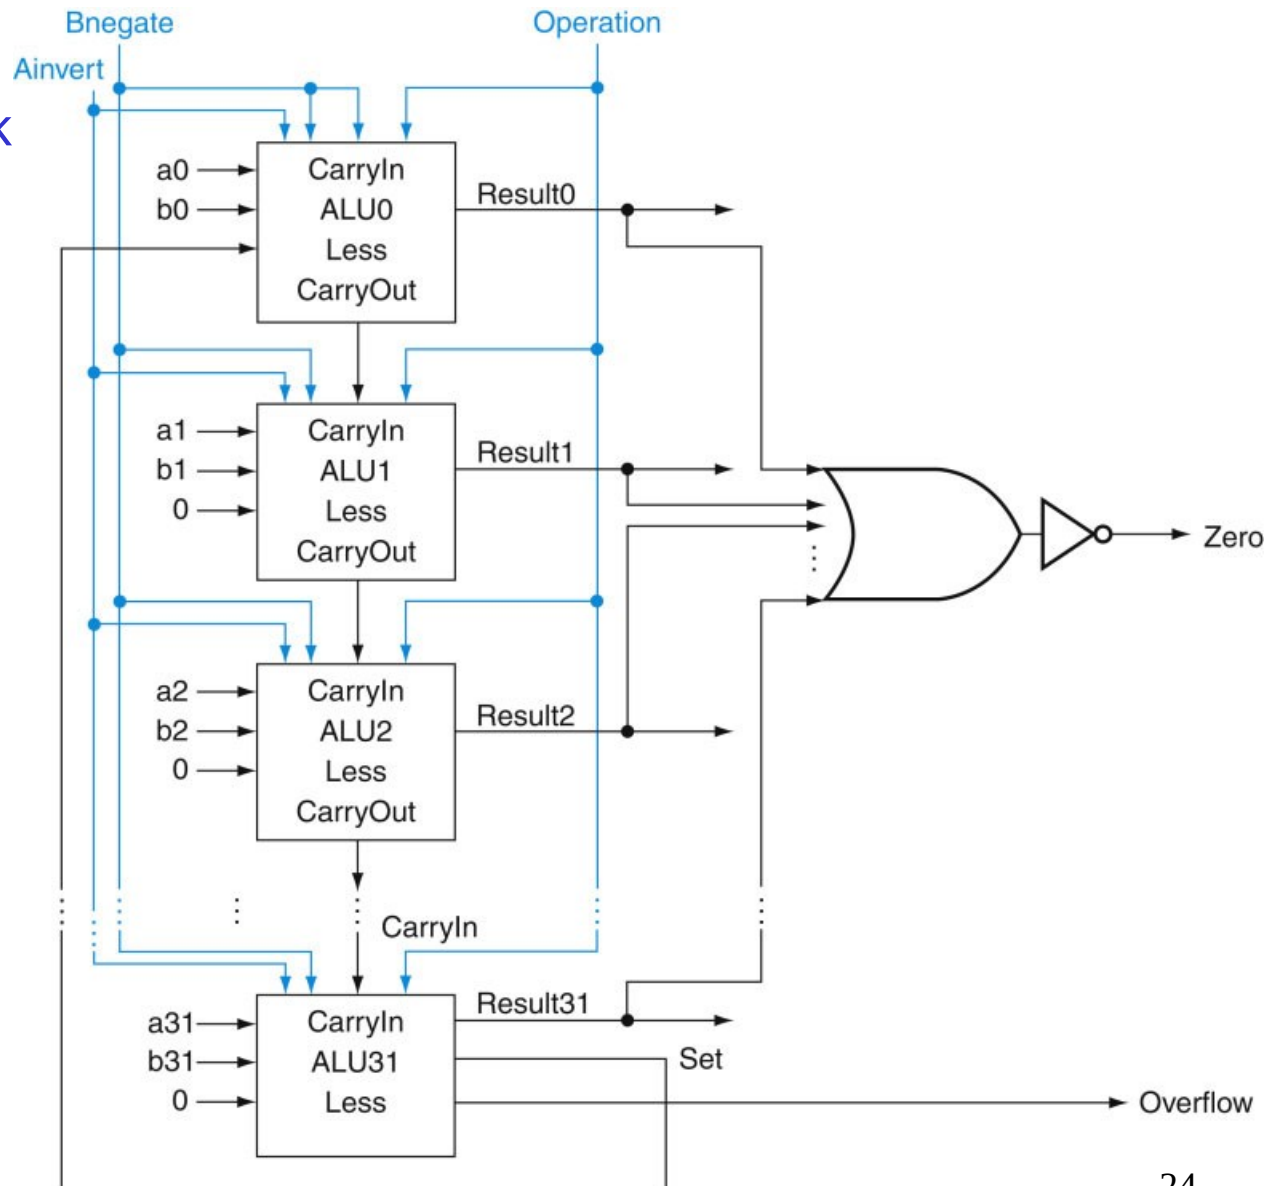 Bnegate
Operation
Ainvert
k
a0
CarryIn
b0
ALU0
Less
CarryOut
Result0
a1
CarryIn
b1
ALU1
0
Less
CarryOut
Result1
Zero
a2
CarryIn
b2
ALU2
0
Less
CarryOut
Result2
CarryIn
a31
CarryIn
b31
ALU31
0
Less
Result31
Set
Overflow
24